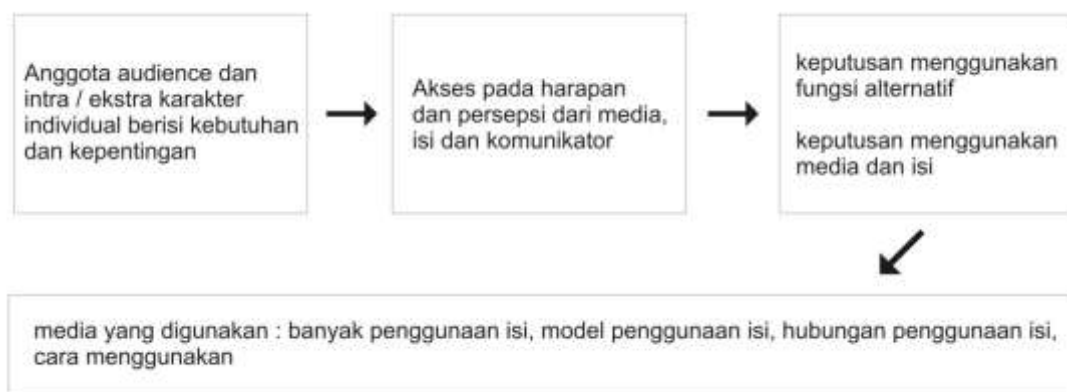 Anggota audience dan
intra / ekstra karakter
individual berisi kebutuhan
dan kepentingan
Akses pada harapan
dan persepsi dari media,
isi dan komunikator
keputusan menggunakan
fungsi alternatif
keputusan menggunakan
media dan isi
media yang digunakan : banyak penggunaan isi, model penggunaan isi, hubungan penggunaan isi,
cara menggunakan